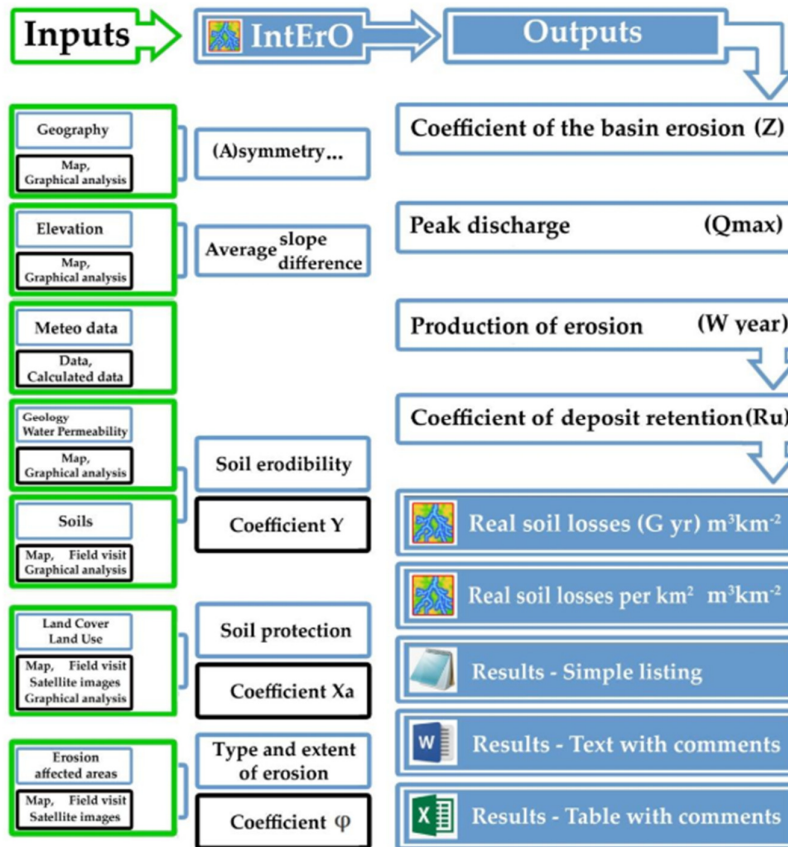 Inputs
IntErO
Outputs
Geography
Map,
Graphical analysis
(A)symmetry...
Elevation
Map,
Graphical analysis
Average slope
difference
Meteo data
Data,
Calculated data
Geology
Water Permeability
Map,
Graphical analysis
Soils
Map, Field visit
Graphical analysis
Soil erodibility
Coefficient Y
Land Cover
Land Use
Map, Field visit
Satellite images
Graphical analysis
Soil protection
Coefficient Xa
Erosion
affected areas
Map, Field visit
Satellite images
Type and extent
of erosion
Coefficient φ
Coefficient of the basin erosion (Z)
Peak discharge (Qmax)
Production of erosion (W year)
Coefficient of deposit retention(Ru)
Real soil losses (G yr) m³km⁻²
Real soil losses per km² m³km⁻²
Results - Simple listing
W
Results - Text with comments
X
Results - Table with comments